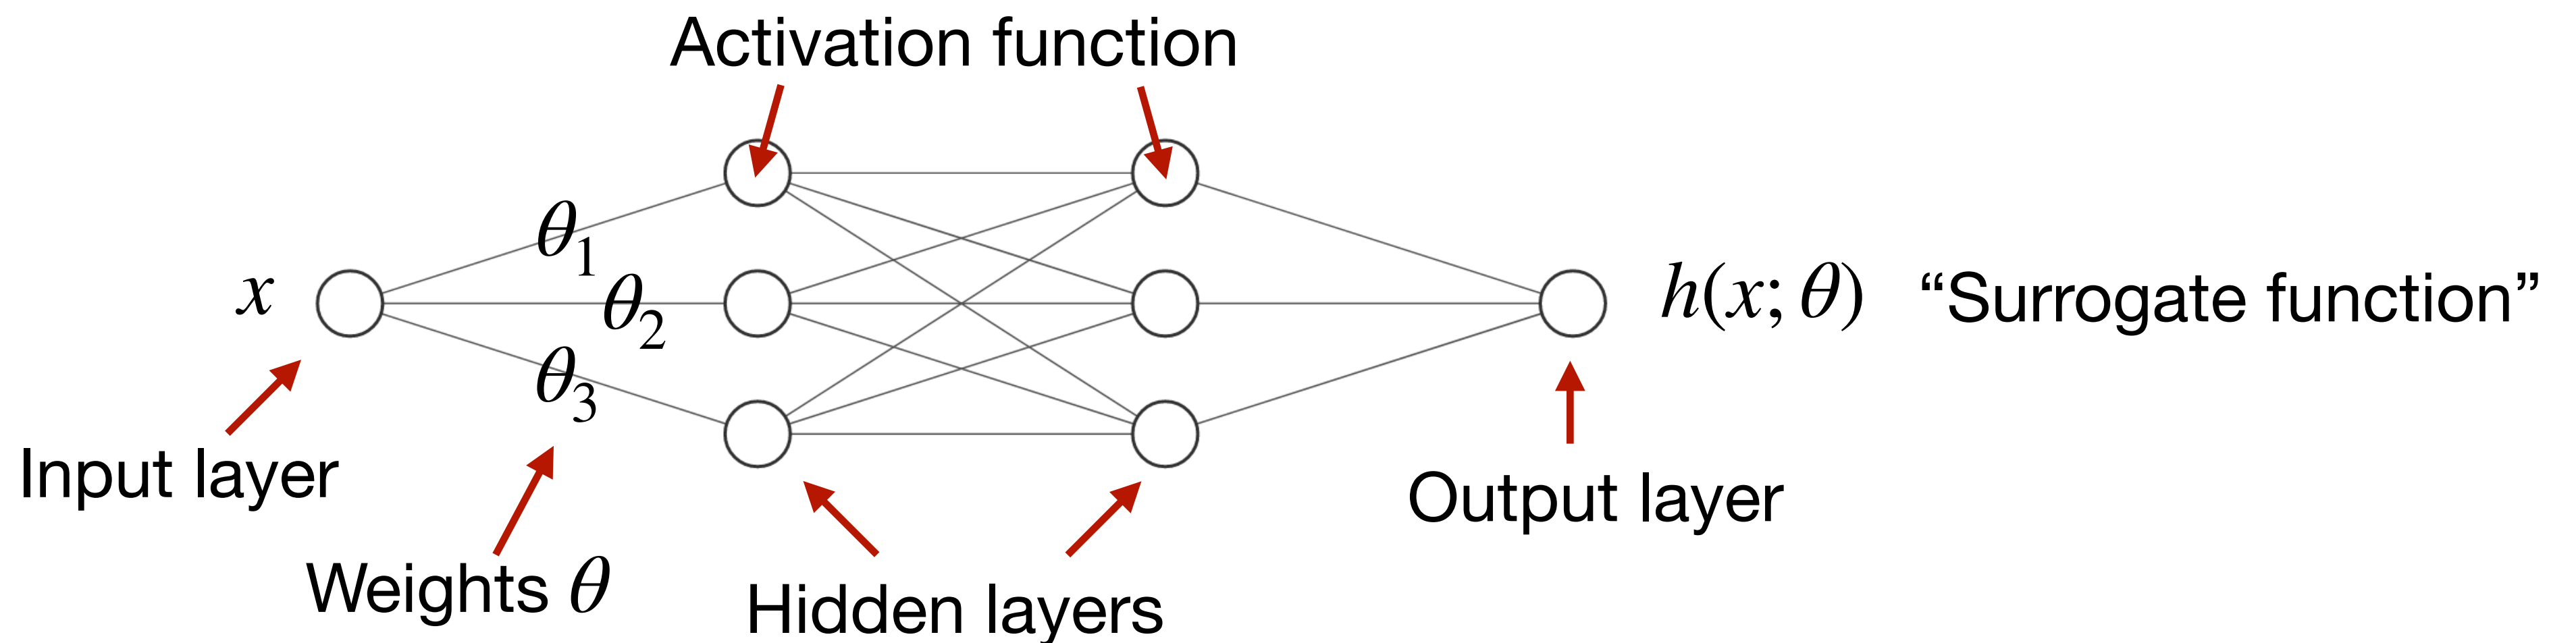 Activation function
θ₁
x
θ₂
h(x; θ) “Surrogate function”
θ₃
Input layer
Output layer
Weights θ
Hidden layers